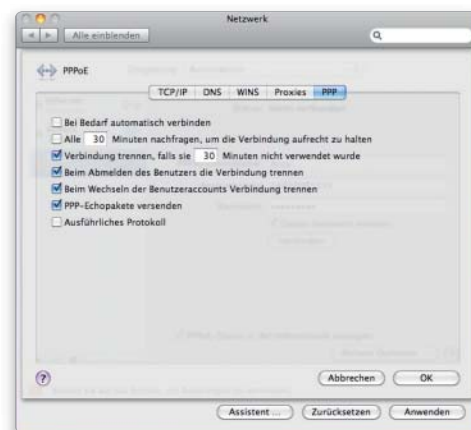 Netzwerk
Alle einblenden
PPPoE
TCP/IP DNS WINS Proxies PPP
Bei Bedarf automatisch verbinden
Alle 30 Minuten nachfragen, um die Verbindung aufrecht zu halten
Verbindung trennen, falls sie 30 Minuten nicht verwendet wurde
Beim Abmelden des Benutzers die Verbindung trennen
Beim Wechseln der Benutzeraccounts Verbindung trennen
PPP-Echopakete versenden
Ausführliches Protokoll
? Abbrechen OK
Assistent ... Zurücksetzen Anwenden